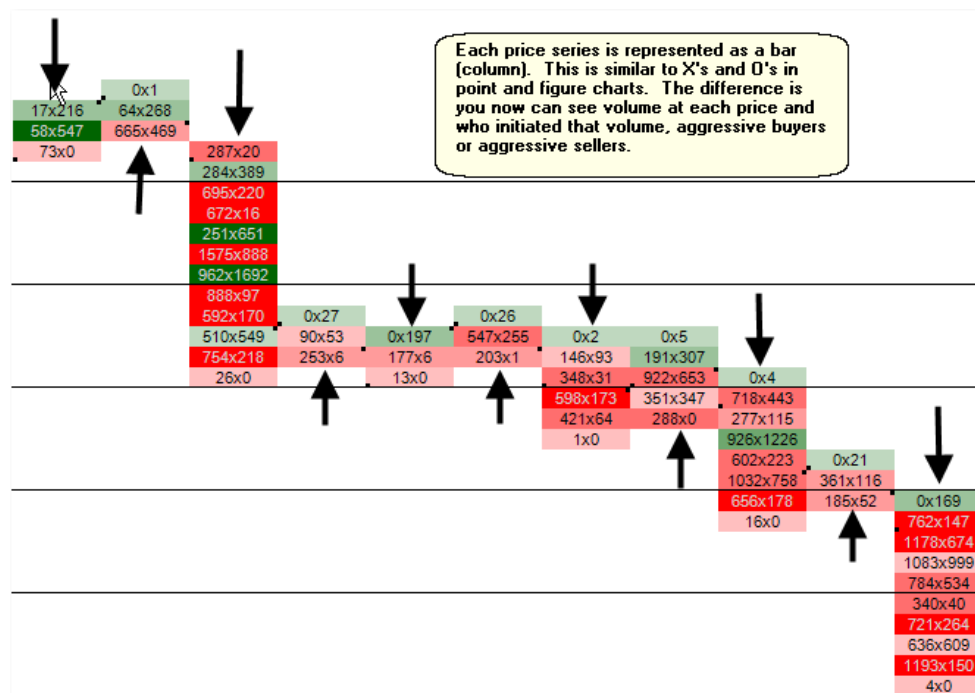 Each price series is represented as a bar
(column).  This is similar to X's and O's in
point and figure charts.  The difference is
you now can see volume at each price and
who initiated that volume, aggressive buyers
or aggressive sellers.
0x1
17x216 64x268
58x547 665x469
73x0 287x20
284x389
695x220
672x16
251x651
1575x888
962x1692
888x97
592x170 0x27 0x26
510x549 90x53 0x197 547x255 0x2 0x5
754x218 253x6 177x6 203x1 146x93 191x307
26x0 13x0 348x31 922x653 0x4
598x173 351x347 718x443
421x64 288x0 277x115
1x0 926x1226
602x223 0x21
1032x758 361x116
656x178 185x52 0x169
16x0 762x147
1178x674
1083x999
784x534
340x40
721x264
636x609
1193x150
4x0